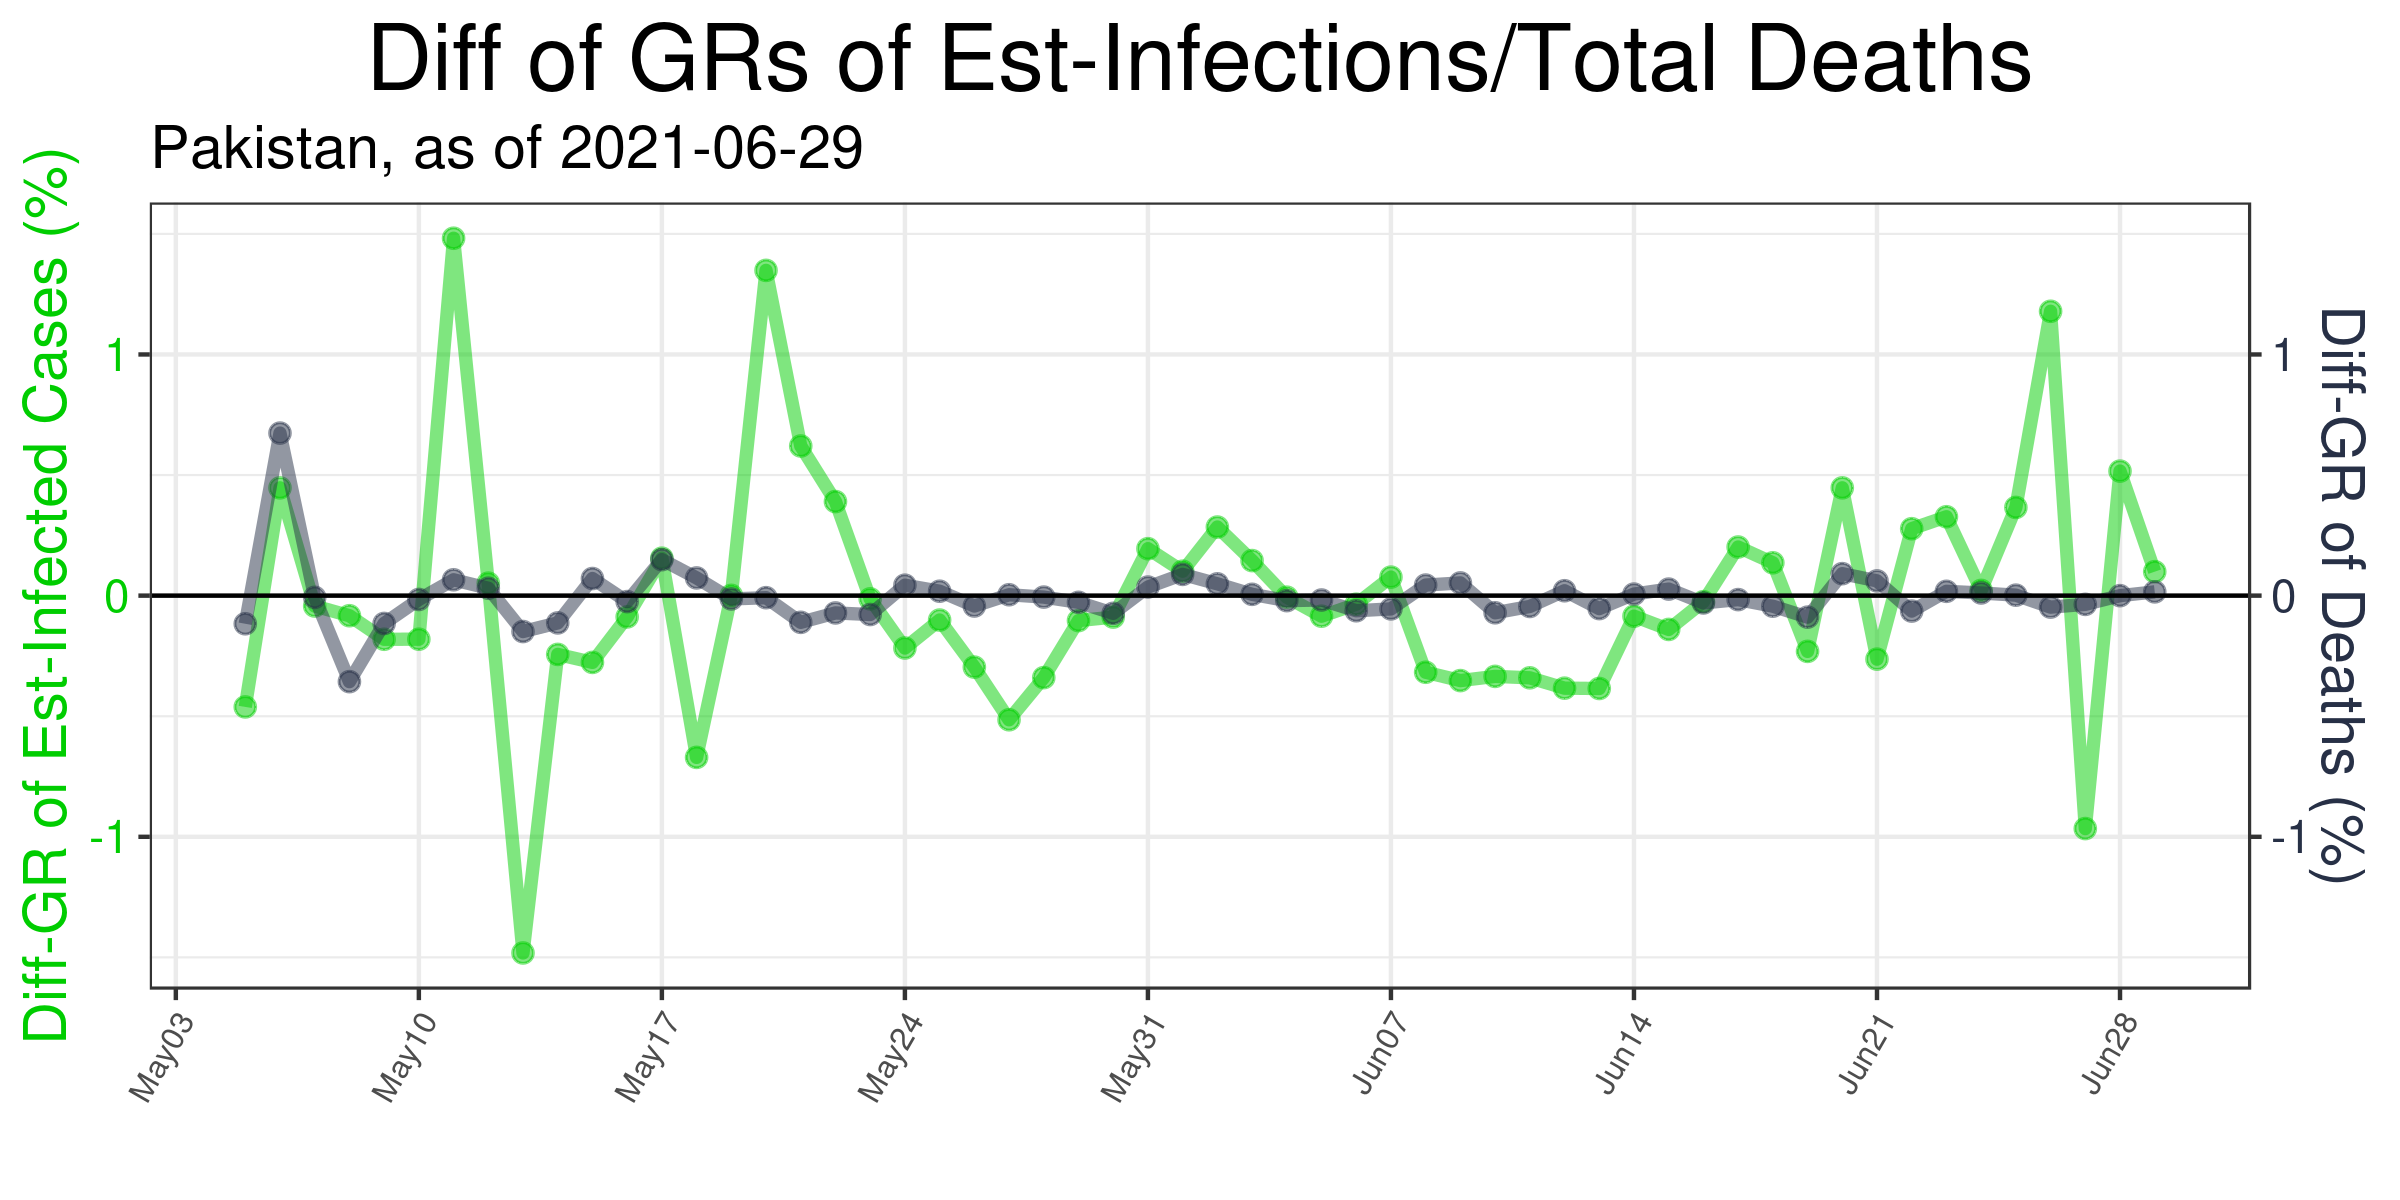 Diff of GRs of Est-Infections/Total Deaths
Pakistan, as of 2021-06-29
Diff-GR of Est-Infected Cases (%)
1
0
-1
1
0
-1
Diff-GR of Deaths (%)
May03
May10
May17
May24
May31
Jun07
Jun14
Jun21
Jun28